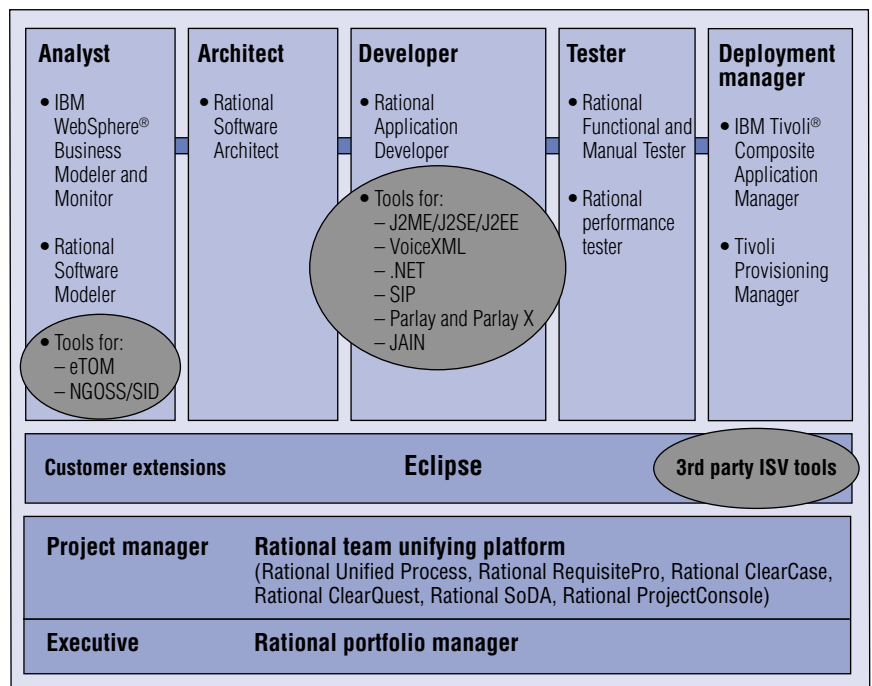 Analyst
• IBM
WebSphere®
Business
Modeler and
Monitor
• Rational
Software
Modeler
• Tools for:
– eTOM
– NGOSS/SID
Architect
• Rational
Software
Architect
Developer
• Rational
Application
Developer
• Tools for:
– J2ME/J2SE/J2EE
– VoiceXML
– .NET
– SIP
– Parlay and Parlay X
– JAIN
Tester
• Rational
Functional and
Manual Tester
• Rational
performance
tester
Deployment
manager
• IBM Tivoli®
Composite
Application
Manager
• Tivoli
Provisioning
Manager
Customer extensions
Eclipse
3rd party ISV tools
Project manager
Rational team unifying platform
(Rational Unified Process, Rational RequisitePro, Rational ClearCase,
Rational ClearQuest, Rational SoDA, Rational ProjectConsole)
Executive
Rational portfolio manager